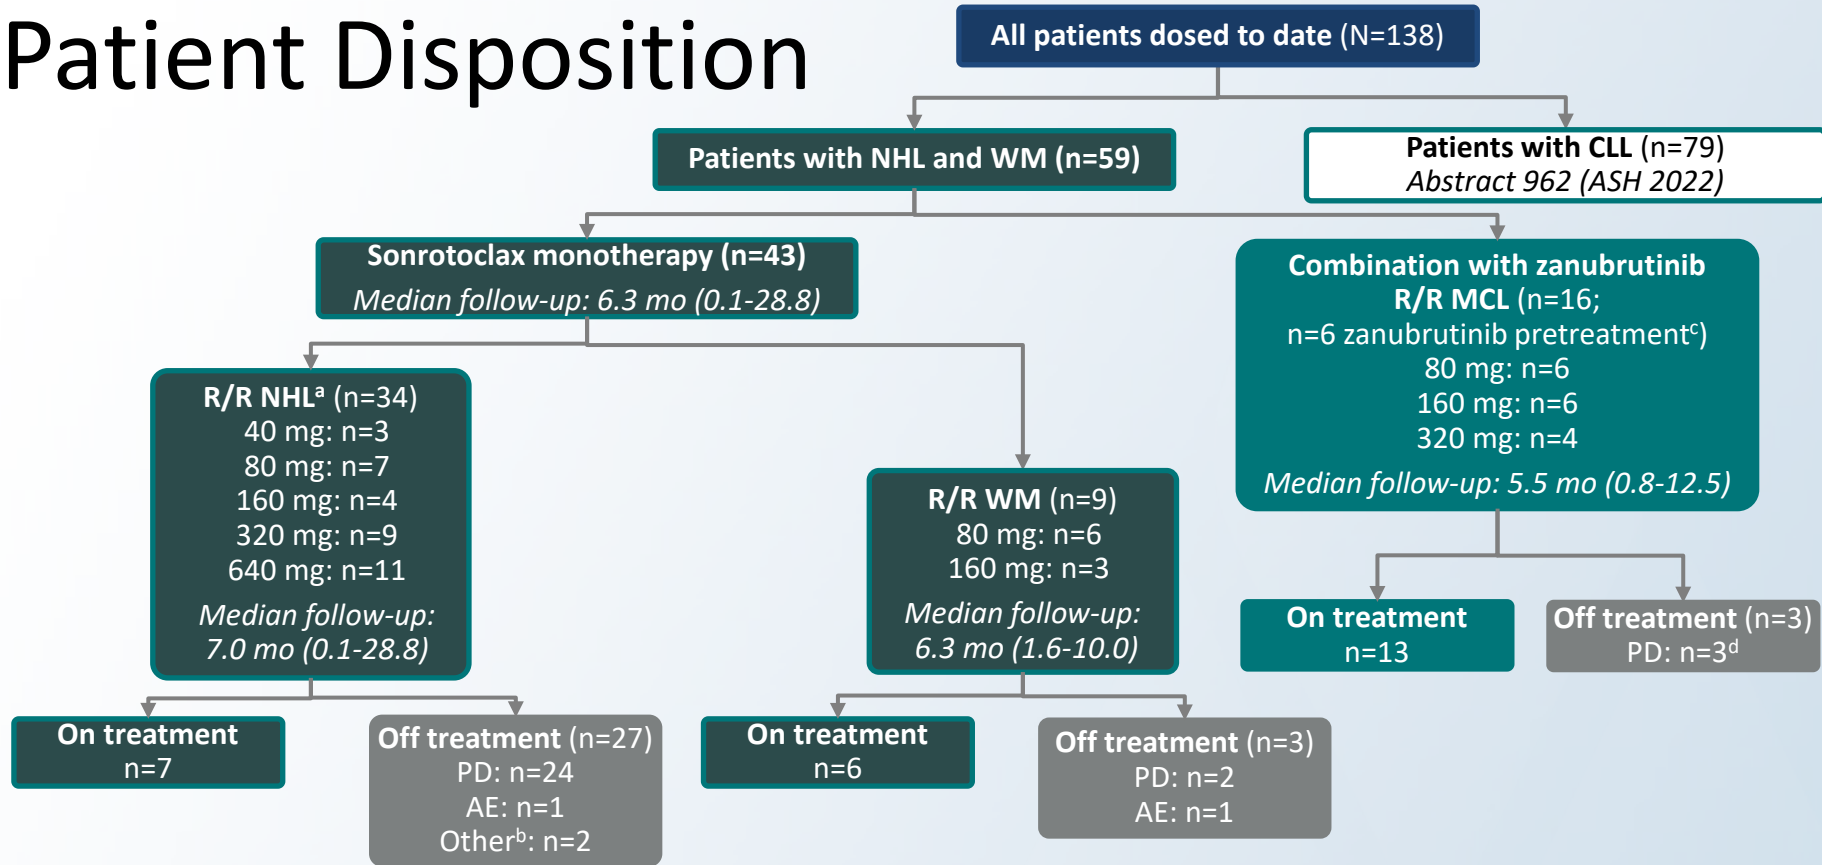 Patient Disposition
All patients dosed to date (N=138)
Patients with NHL and WM (n=59)
Patients with CLL (n=79)
Abstract 962 (ASH 2022)
Sonrotoclax monotherapy (n=43)
Median follow-up: 6.3 mo (0.1-28.8)
Combination with zanubrutinib
R/R MCL (n=16;
n=6 zanubrutinib pretreatmentᶜ)
80 mg: n=6
160 mg: n=6
320 mg: n=4
Median follow-up: 5.5 mo (0.8-12.5)
R/R NHLᵃ (n=34)
40 mg: n=3
80 mg: n=7
160 mg: n=4
320 mg: n=9
640 mg: n=11
Median follow-up:
7.0 mo (0.1-28.8)
R/R WM (n=9)
80 mg: n=6
160 mg: n=3
Median follow-up:
6.3 mo (1.6-10.0)
On treatment
n=13
Off treatment (n=3)
PD: n=3ᵈ
On treatment
n=7
Off treatment (n=27)
PD: n=24
AE: n=1
Otherᵇ: n=2
On treatment
n=6
Off treatment (n=3)
PD: n=2
AE: n=1